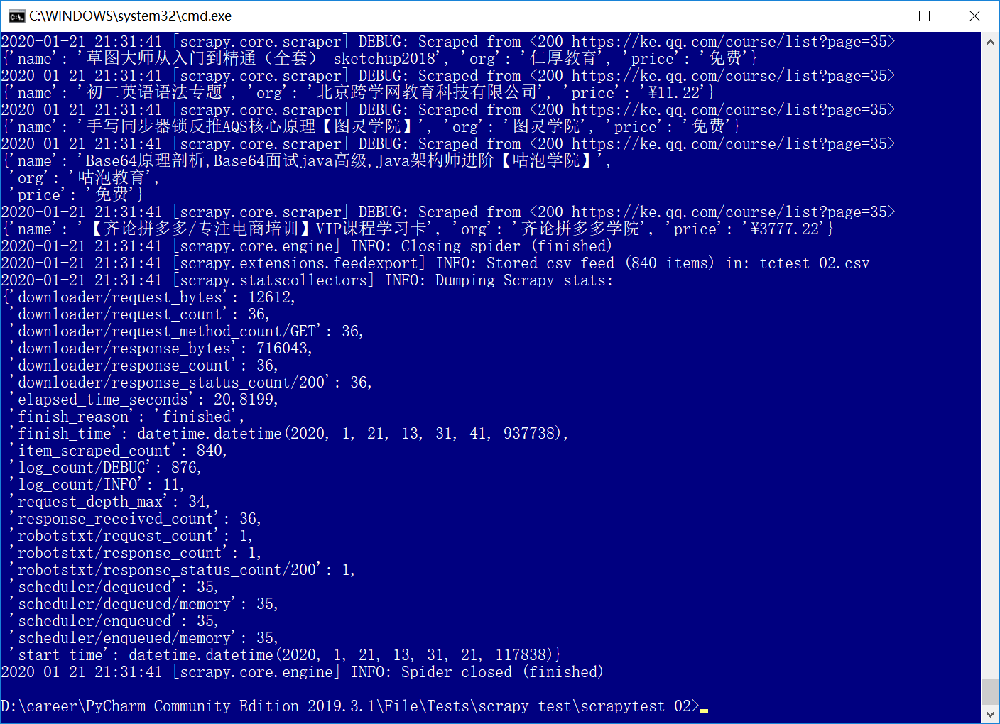 C:\WINDOWS\system32\cmd.exe
2020-01-21 21:31:41 [scrapy.core.scraper] DEBUG: Scraped from <200 https://ke.qq.com/course/list?page=35>
{'name': '草图大师从入门到精通（全套） sketchup2018', 'org': '仁厚教育', 'price': '免费'}
2020-01-21 21:31:41 [scrapy.core.scraper] DEBUG: Scraped from <200 https://ke.qq.com/course/list?page=35>
{'name': '初二英语语法专题', 'org': '北京跨学网教育科技有限公司', 'price': '¥11.22'}
2020-01-21 21:31:41 [scrapy.core.scraper] DEBUG: Scraped from <200 https://ke.qq.com/course/list?page=35>
{'name': '手写同步器锁反推AQS核心原理【图灵学院】', 'org': '图灵学院', 'price': '免费'}
2020-01-21 21:31:41 [scrapy.core.scraper] DEBUG: Scraped from <200 https://ke.qq.com/course/list?page=35>
{'name': 'Base64原理剖析,Base64面试java高级,Java架构师进阶【咕泡学院】',
 'org': '咕泡教育',
 'price': '免费'}
2020-01-21 21:31:41 [scrapy.core.scraper] DEBUG: Scraped from <200 https://ke.qq.com/course/list?page=35>
{'name': '【齐论拼多多/专注电商培训】VIP课程学习卡', 'org': '齐论拼多多学院', 'price': '¥3777.22'}
2020-01-21 21:31:41 [scrapy.core.engine] INFO: Closing spider (finished)
2020-01-21 21:31:41 [scrapy.extensions.feedexport] INFO: Stored csv feed (840 items) in: tctest_02.csv
2020-01-21 21:31:41 [scrapy.statscollectors] INFO: Dumping Scrapy stats:
{'downloader/request_bytes': 12612,
 'downloader/request_count': 36,
 'downloader/request_method_count/GET': 36,
 'downloader/response_bytes': 716043,
 'downloader/response_count': 36,
 'downloader/response_status_count/200': 36,
 'elapsed_time_seconds': 20.8199,
 'finish_reason': 'finished',
 'finish_time': datetime.datetime(2020, 1, 21, 13, 31, 41, 937738),
 'item_scraped_count': 840,
 'log_count/DEBUG': 876,
 'log_count/INFO': 11,
 'request_depth_max': 34,
 'response_received_count': 36,
 'robotstxt/request_count': 1,
 'robotstxt/response_count': 1,
 'robotstxt/response_status_count/200': 1,
 'scheduler/dequeued': 35,
 'scheduler/dequeued/memory': 35,
 'scheduler/enqueued': 35,
 'scheduler/enqueued/memory': 35,
 'start_time': datetime.datetime(2020, 1, 21, 13, 31, 21, 117838)}
2020-01-21 21:31:41 [scrapy.core.engine] INFO: Spider closed (finished)
D:\career\PyCharm Community Edition 2019.3.1\File\Tests\scrapy_test\scrapytest_02>